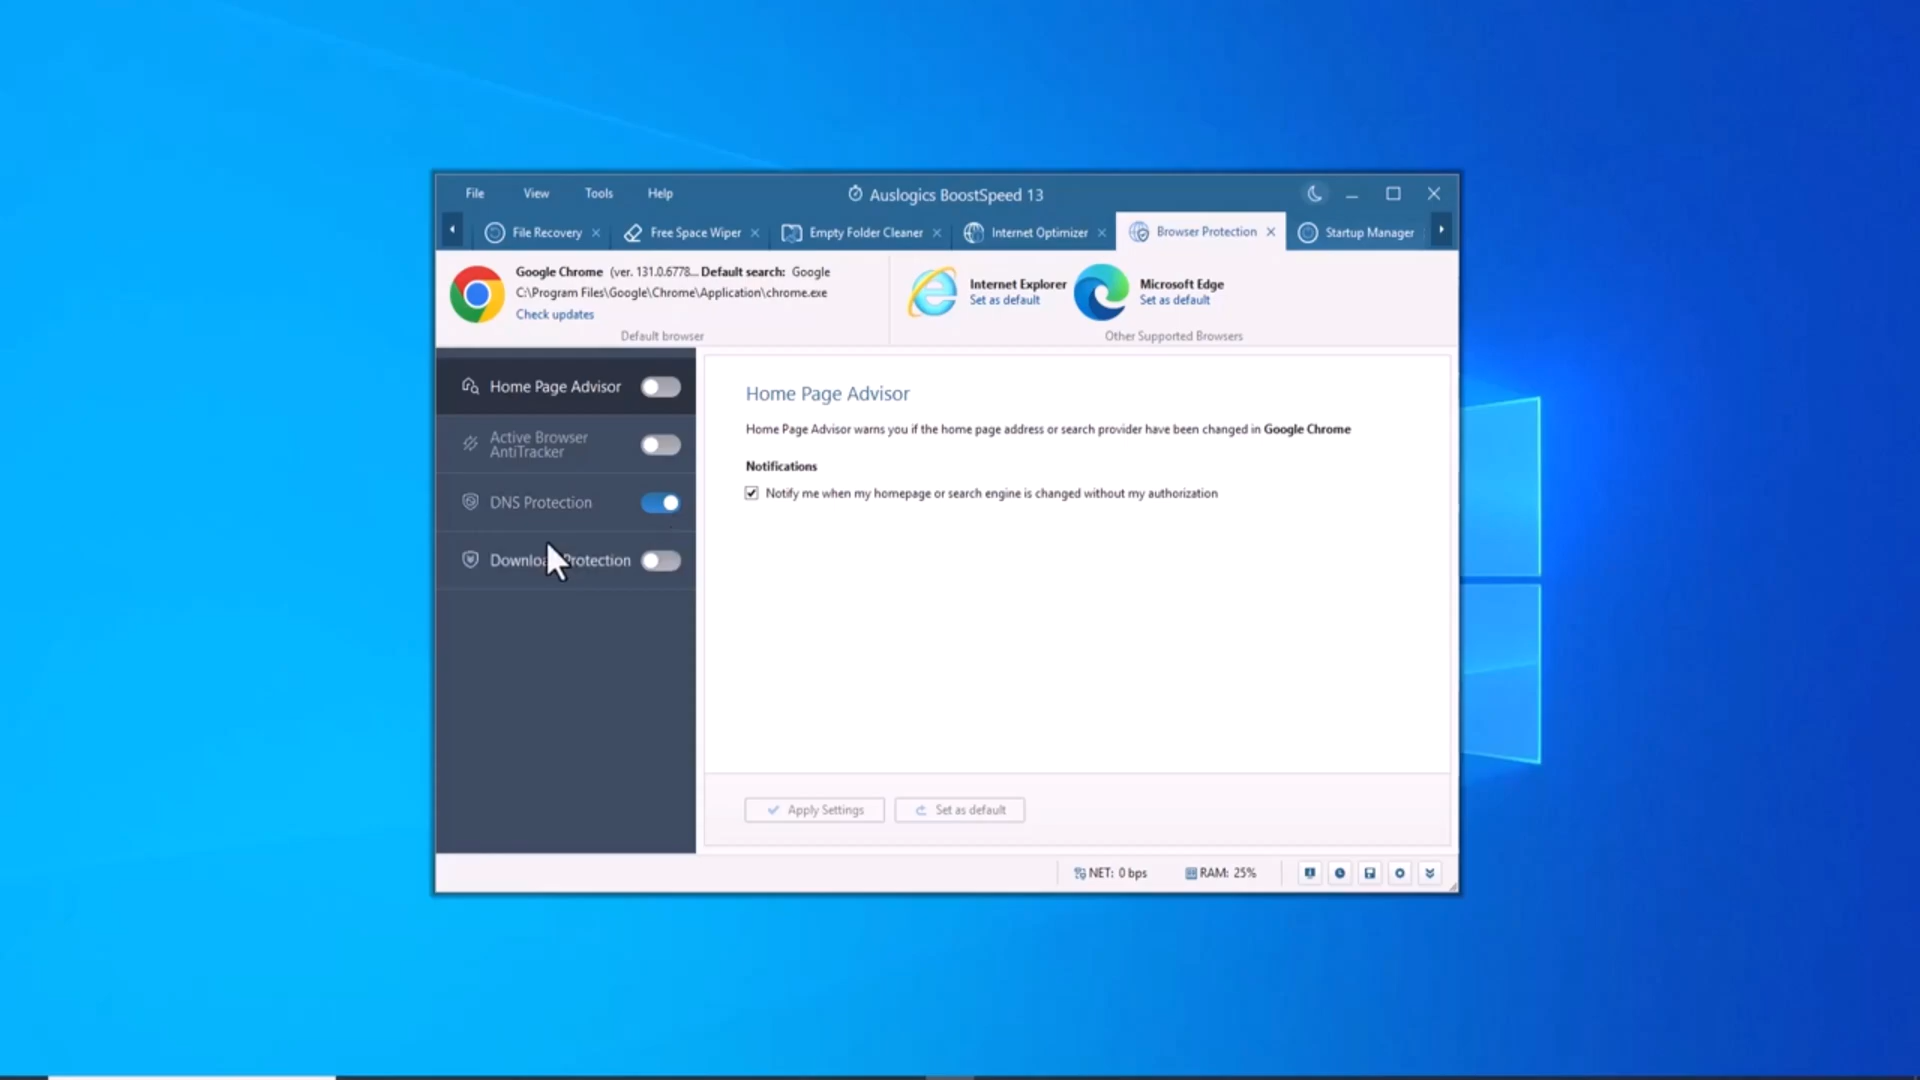 File View Tools Help Auslogics BoostSpeed 13
File Recovery Free Space Wiper Empty Folder Cleaner Internet Optimizer Browser Protection Startup Manager
Google Chrome (ver. 131.0.6778... Default search: Google
C:\Program Files\Google\Chrome\Application\chrome.exe
Check updates
Default browser
Internet Explorer
Set as default
Microsoft Edge
Set as default
Other Supported Browsers
Home Page Advisor
Active Browser
AntiTracker
DNS Protection
Home Page Advisor
Home Page Advisor warns you if the home page address or search provider have been changed in Google Chrome
Notifications
Notify me when my homepage or search engine is changed without my authorization
Apply Settings Set as default
NET: 0 bps RAM: 25%